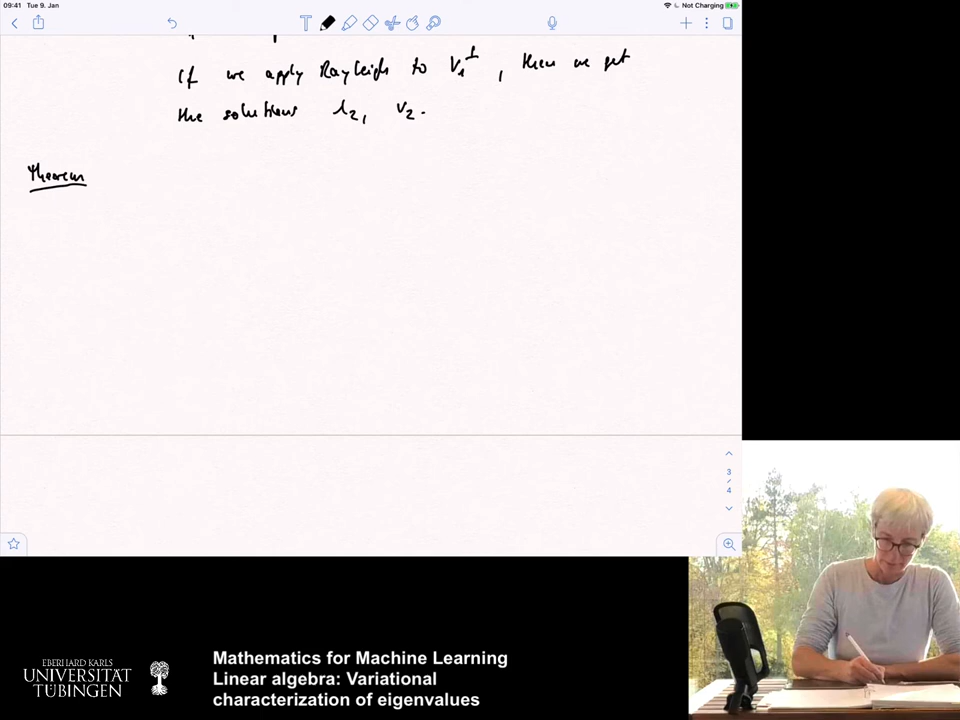 09:41 Tue 9. Jan
Not Charging
If we apply Rayleigh to V₁⊥, then we get
the solutions λ₂, v₂.
Theorem
3
/
4
EBERHARD KARLS
UNIVERSITÄT
TÜBINGEN
Mathematics for Machine Learning
Linear algebra: Variational
characterization of eigenvalues